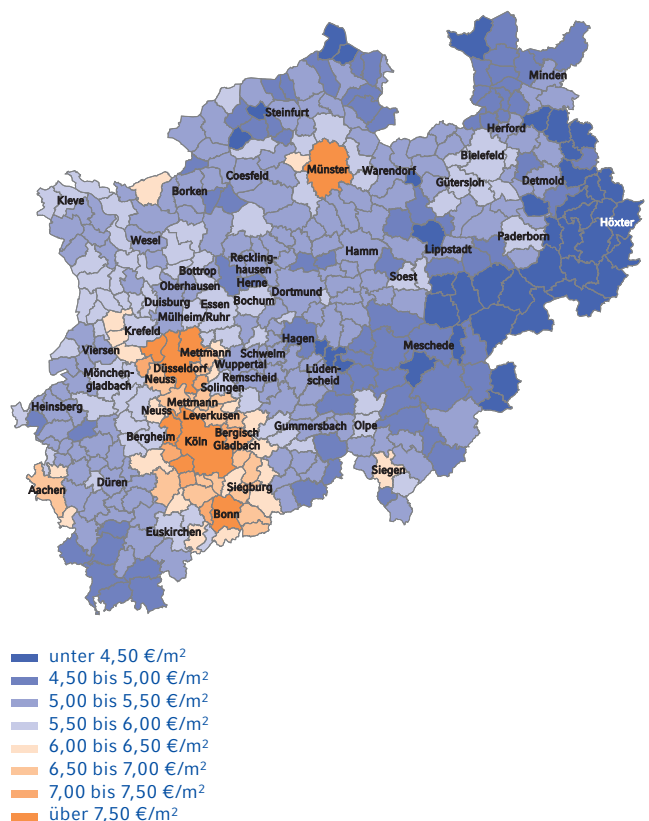 Minden
Steinfurt
Herford
Bielefeld
Münster
Warendorf
Coesfeld
Gütersloh
Detmold
Borken
Kleve
Höxter
Wesel
Paderborn
Lippstadt
Hamm
Reckling-
hausen
Bottrop
Soest
Herne
Oberhausen
Dortmund
Duisburg
Essen
Bochum
Mülheim/Ruhr
Krefeld
Hagen
Meschede
Viersen
Mettmann
Schwelm
Wuppertal
Düsseldorf
Lüden-
scheid
Mönchen-
gladbach
Neuss
Remscheid
Solingen
Mettmann
Heinsberg
Neuss
Leverkusen
Gummersbach
Olpe
Bergheim
Köln
Bergisch
Gladbach
Siegen
Düren
Siegburg
Aachen
Bonn
Euskirchen
unter 4,50 €/m²
4,50 bis 5,00 €/m²
5,00 bis 5,50 €/m²
5,50 bis 6,00 €/m²
6,00 bis 6,50 €/m²
6,50 bis 7,00 €/m²
7,00 bis 7,50 €/m²
über 7,50 €/m²